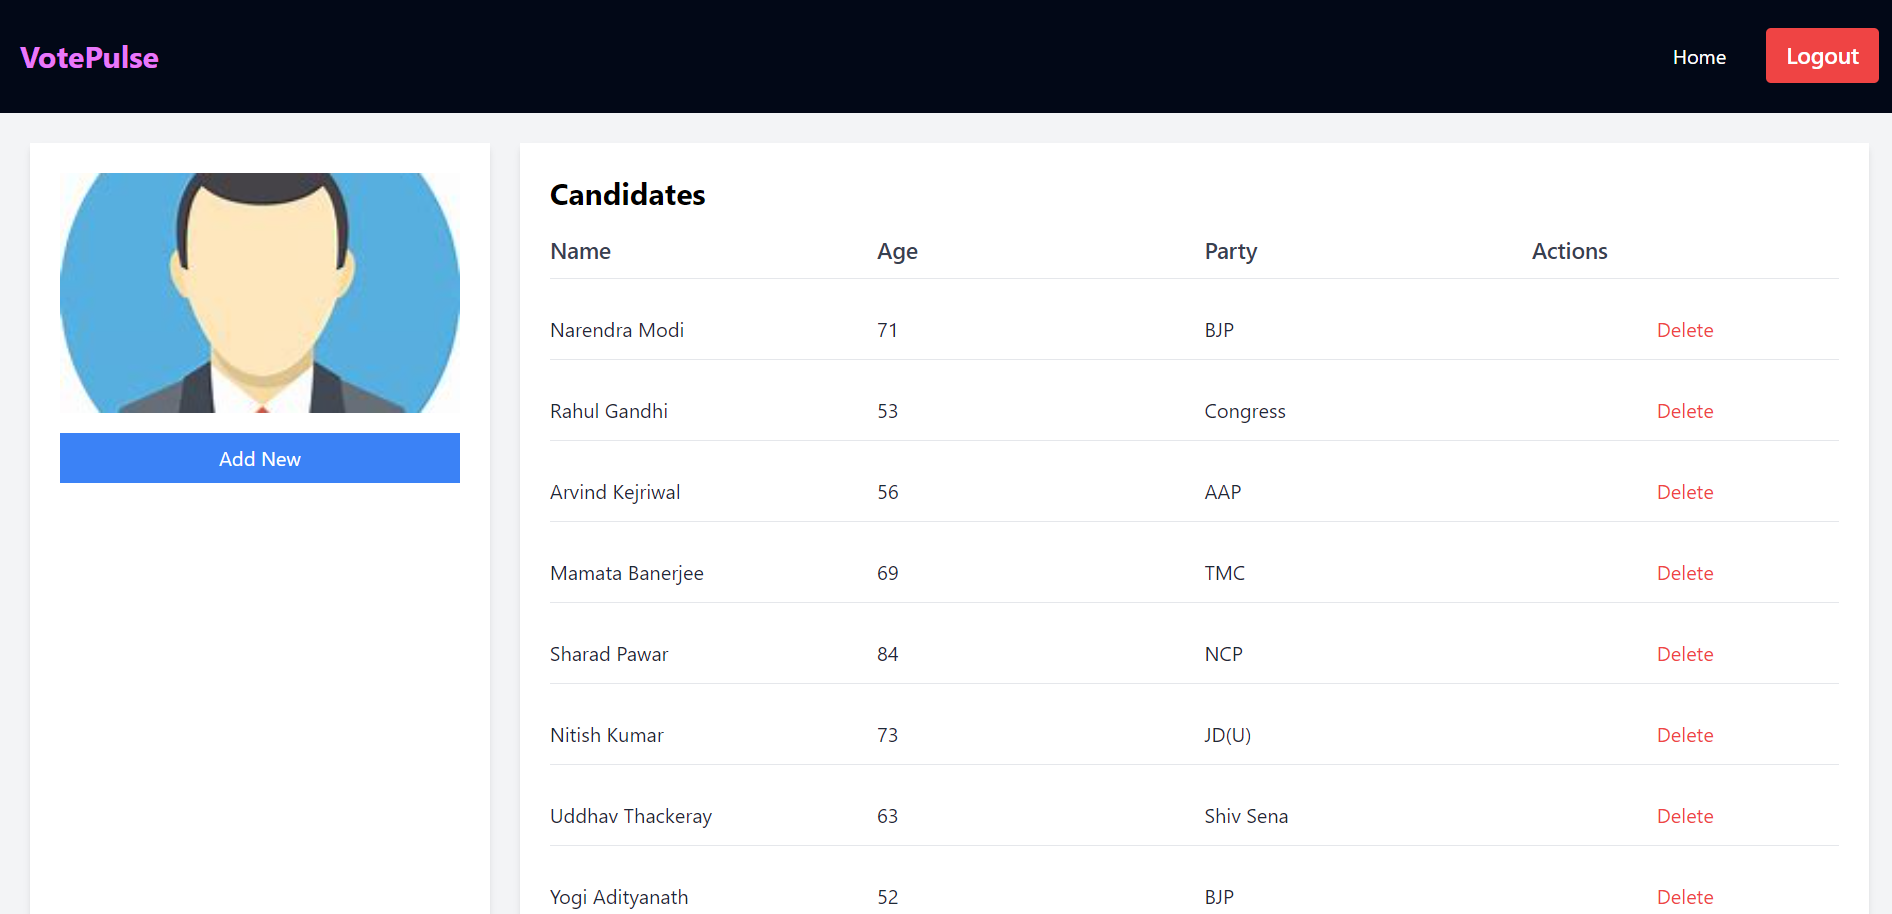 VotePulse
Home
Logout
Add New
Candidates
Name Age Party Actions
Narendra Modi 71 BJP Delete
Rahul Gandhi 53 Congress Delete
Arvind Kejriwal 56 AAP Delete
Mamata Banerjee 69 TMC Delete
Sharad Pawar 84 NCP Delete
Nitish Kumar 73 JD(U) Delete
Uddhav Thackeray 63 Shiv Sena Delete
Yogi Adityanath 52 BJP Delete